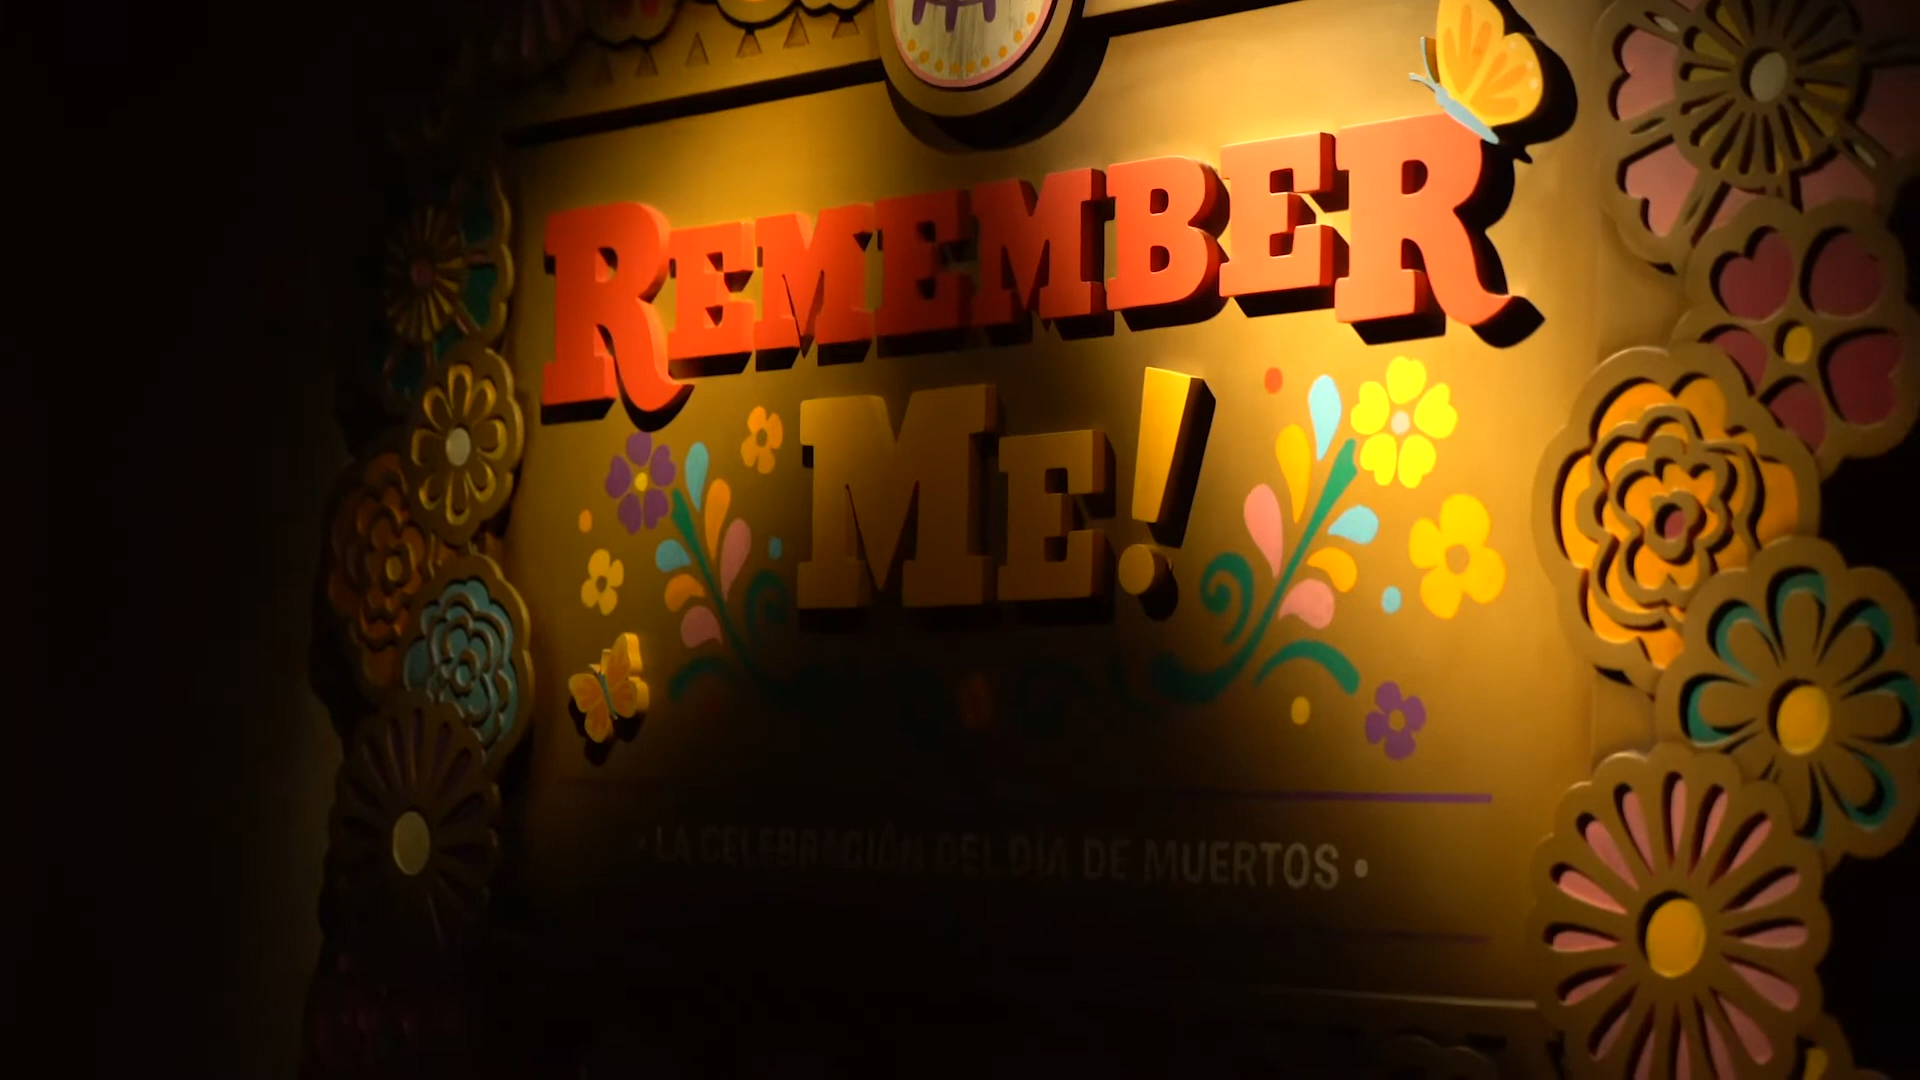 REMEMBER
ME!
• LA CELEBRACIÓN DEL DÍA DE MUERTOS •